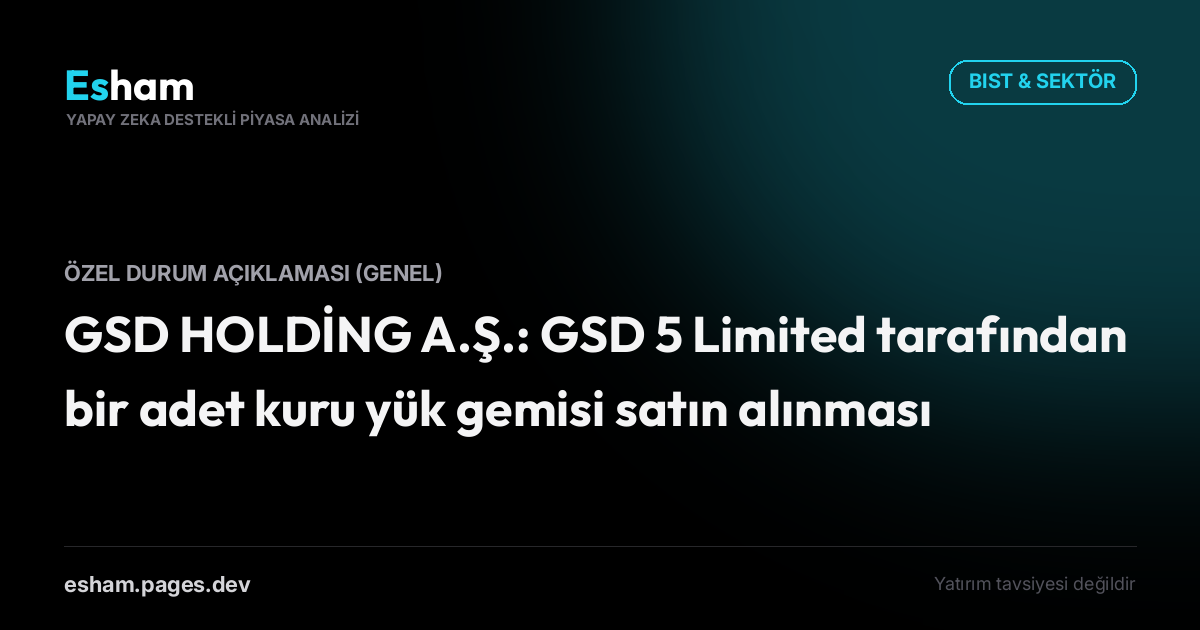 Esham
BIST & SEKTÖR
YAPAY ZEKA DESTEKLİ PİYASA ANALİZİ
ÖZEL DURUM AÇIKLAMASI (GENEL)
GSD HOLDİNG A.Ş.: GSD 5 Limited tarafından
bir adet kuru yük gemisi satın alınması
esham.pages.dev
Yatırım tavsiyesi değildir